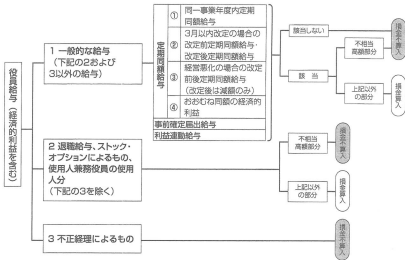 役員給与（経済的利益を含む）
1 一般的な給与
（下記の2および
3以外の給与）
定期同額給与
① 同一事業年度内定期
同額給与
② 3月以内改定の場合の改
定前定期同額給与・
改定後定期同額給与
③ 経営悪化の場合の改定
前後定期同額給与
（改定後は減額のみ）
④ おおむね同額の経済的
利益
事前確定届出給与
利益連動給与
該当しない
損金不算入
該 当
不相当
高額部分
損金不算入
上記以外
の部分
損金算入
2 退職給与、ストック・
オプションによるもの、
使用人兼務役員の使用
人分
（下記の3を除く）
不相当
高額部分
損金不算入
上記以外
の部分
損金算入
3 不正経理によるもの
損金不算入